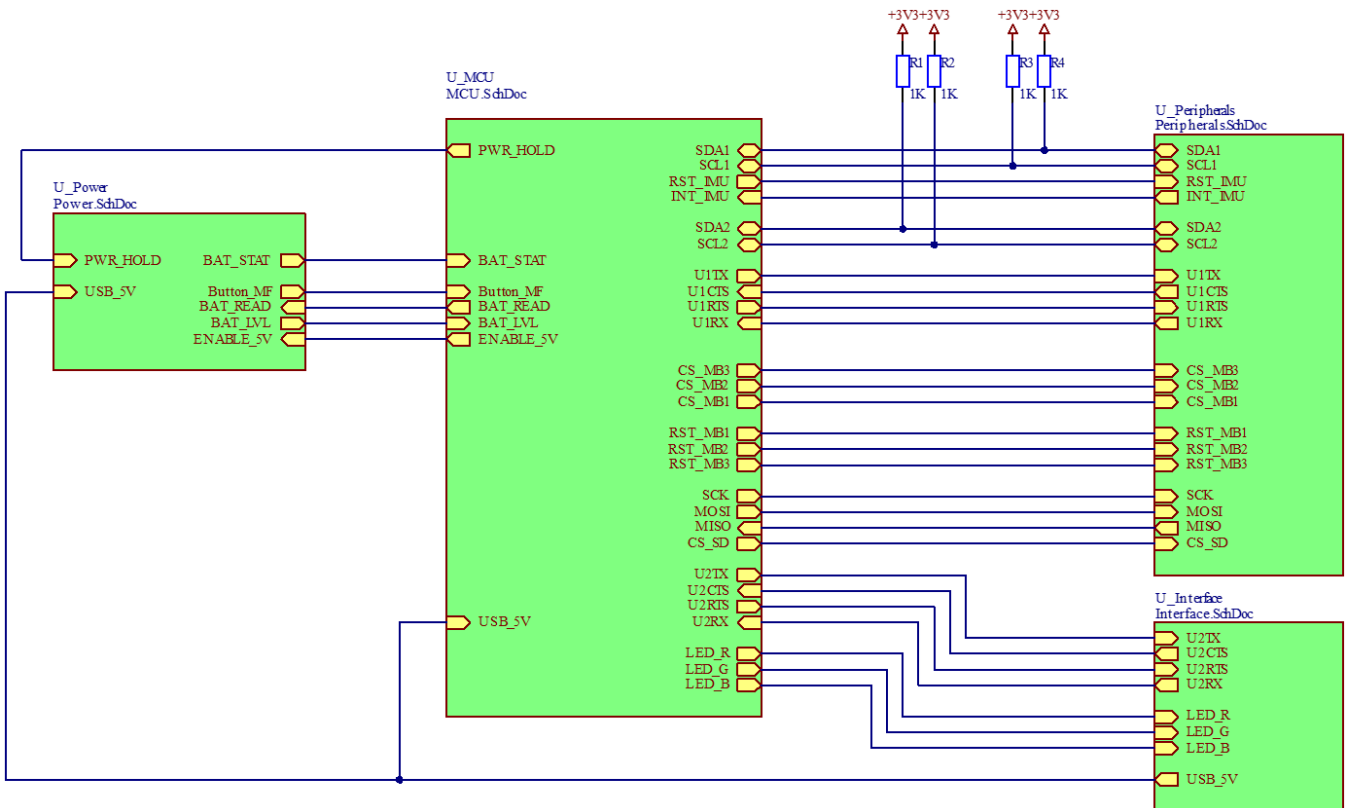 +3V3+3V3 +3V3+3V3
R1 R2 R3 R4
1K 1K 1K 1K
U_MCU
MCU.SchDoc
PWR_HOLD
BAT_STAT
Button_MF
BAT_READ
BAT_LVL
ENABLE_5V
USB_5V
SDA1
SCL1
RST_IMU
INT_IMU
SDA2
SCL2
U1TX
U1CTS
U1RTS
U1RX
CS_MB3
CS_MB2
CS_MB1
RST_MB1
RST_MB2
RST_MB3
SCK
MOSI
MISO
CS_SD
U2TX
U2CTS
U2RTS
U2RX
LED_R
LED_G
LED_B
U_Power
Power.SchDoc
PWR_HOLD
USB_5V
BAT_STAT
Button_MF
BAT_READ
BAT_LVL
ENABLE_5V
U_Peripherals
Peripherals.SchDoc
SDA1
SCL1
RST_IMU
INT_IMU
SDA2
SCL2
U1TX
U1CTS
U1RTS
U1RX
CS_MB3
CS_MB2
CS_MB1
RST_MB1
RST_MB2
RST_MB3
SCK
MOSI
MISO
CS_SD
U_Interface
Interface.SchDoc
U2TX
U2CTS
U2RTS
U2RX
LED_R
LED_G
LED_B
USB_5V